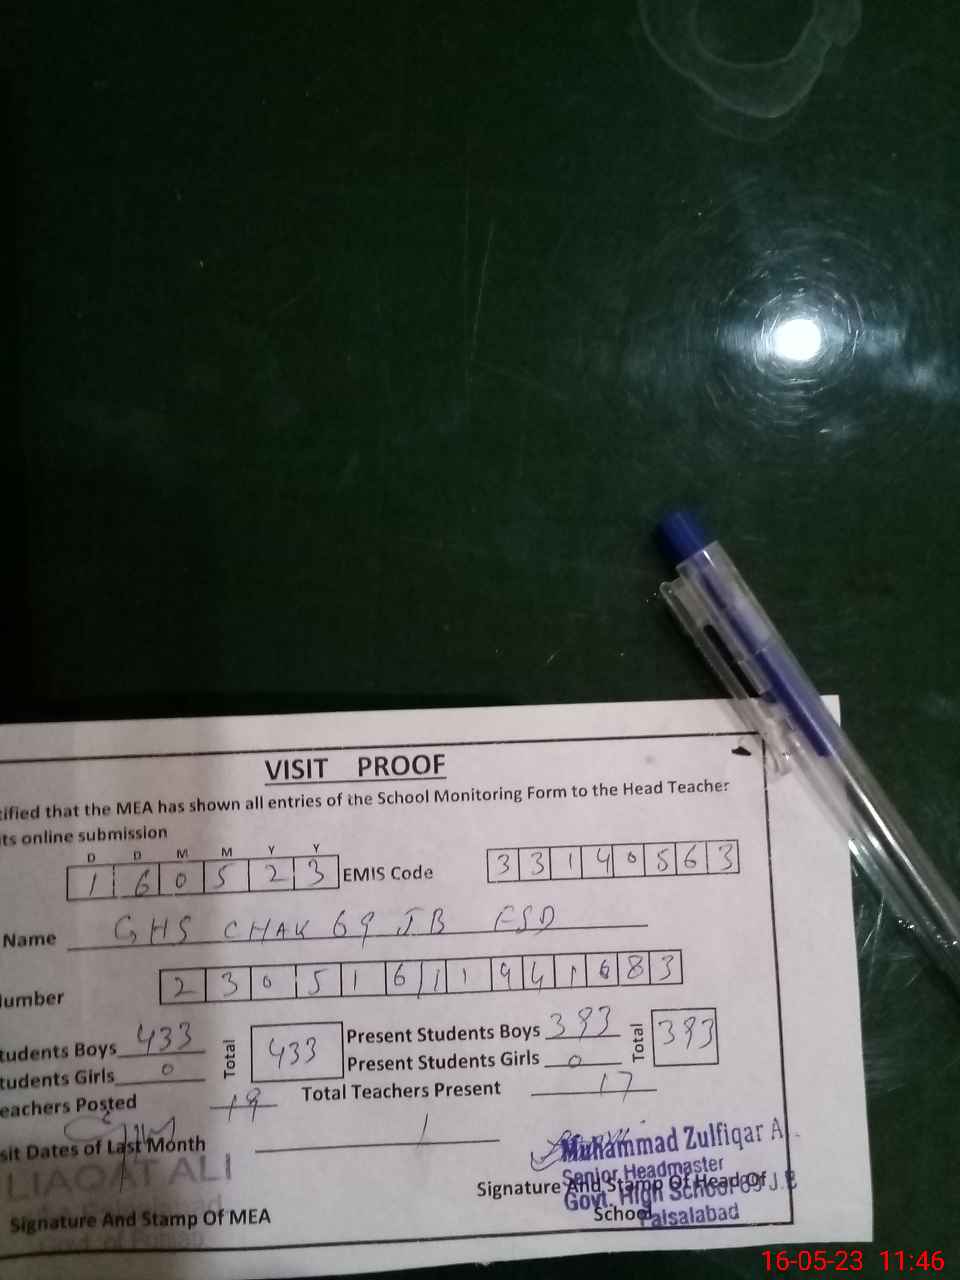 VISIT PROOF
tified that the MEA has shown all entries of the School Monitoring Form to the Head Teacher
its online submission
D D M M Y Y
1 6 0 5 2 3 EMIS Code 3 3 1 4 0 5 6 3
Name GHS CHAK 69 JB FSD
Number 2 3 0 5 1 6 1 1 9 4 1 6 8 3
tudents Boys 433 Total 433 Present Students Boys 393 Total 393
tudents Girls 0 Present Students Girls 0
eachers Posted 19 Total Teachers Present 17
sit Dates of Last Month
LIAQAT ALI
Muhammad Zulfiqar A
Senior Headmaster
Signature And Stamp Of Head Of
Govt. High School 69 J.B
School
Faisalabad
Signature And Stamp Of MEA
16-05-23 11:46